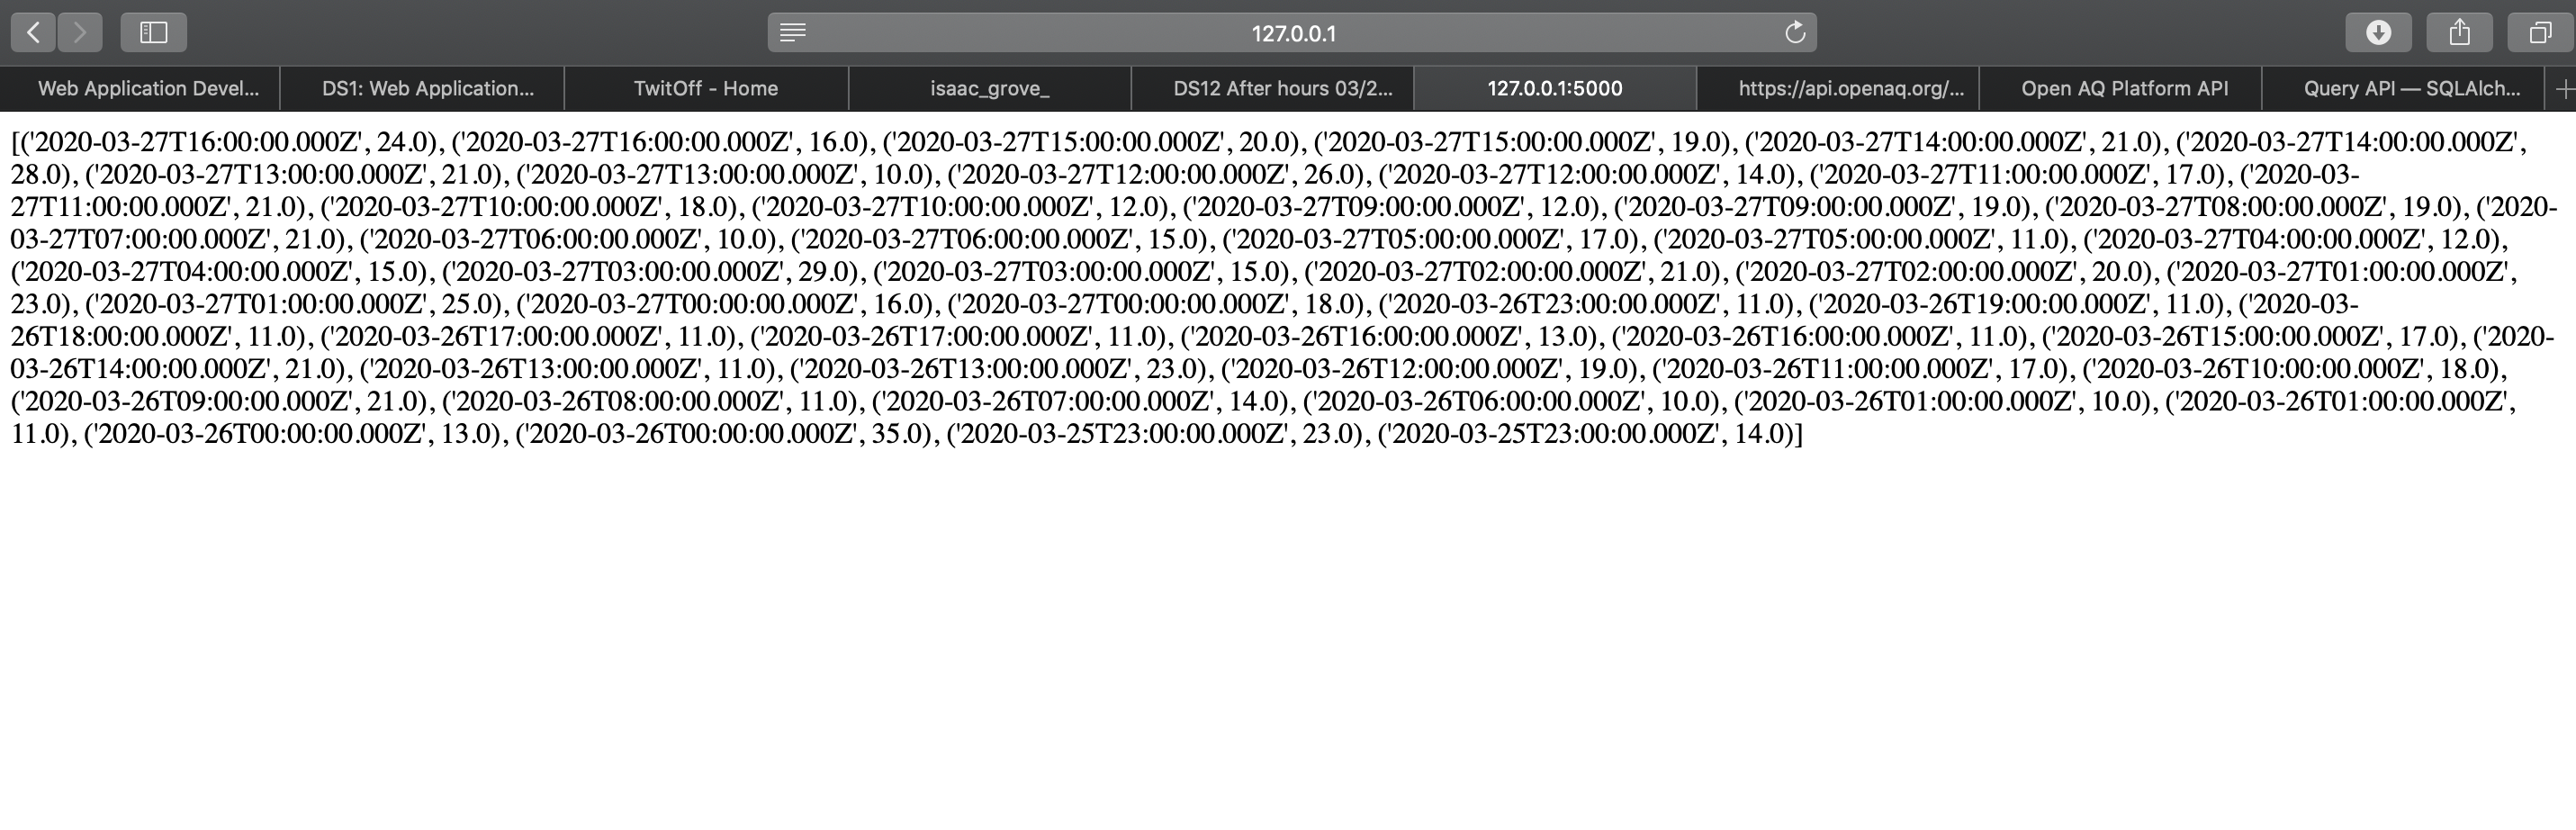 127.0.0.1
Web Application Devel...
DS1: Web Application...
TwitOff - Home
isaac_grove_
DS12 After hours 03/2...
127.0.0.1:5000
https://api.openaq.org/...
Open AQ Platform API
Query API — SQLAlch...
[('2020-03-27T16:00:00.000Z', 24.0), ('2020-03-27T16:00:00.000Z', 16.0), ('2020-03-27T15:00:00.000Z', 20.0), ('2020-03-27T15:00:00.000Z', 19.0), ('2020-03-27T14:00:00.000Z', 21.0), ('2020-03-27T14:00:00.000Z',
28.0), ('2020-03-27T13:00:00.000Z', 21.0), ('2020-03-27T13:00:00.000Z', 10.0), ('2020-03-27T12:00:00.000Z', 26.0), ('2020-03-27T12:00:00.000Z', 14.0), ('2020-03-27T11:00:00.000Z', 17.0), ('2020-03-
27T11:00:00.000Z', 21.0), ('2020-03-27T10:00:00.000Z', 18.0), ('2020-03-27T10:00:00.000Z', 12.0), ('2020-03-27T09:00:00.000Z', 12.0), ('2020-03-27T09:00:00.000Z', 19.0), ('2020-03-27T08:00:00.000Z', 19.0), ('2020-
03-27T07:00:00.000Z', 21.0), ('2020-03-27T06:00:00.000Z', 10.0), ('2020-03-27T06:00:00.000Z', 15.0), ('2020-03-27T05:00:00.000Z', 17.0), ('2020-03-27T05:00:00.000Z', 11.0), ('2020-03-27T04:00:00.000Z', 12.0),
('2020-03-27T04:00:00.000Z', 15.0), ('2020-03-27T03:00:00.000Z', 29.0), ('2020-03-27T03:00:00.000Z', 15.0), ('2020-03-27T02:00:00.000Z', 21.0), ('2020-03-27T02:00:00.000Z', 20.0), ('2020-03-27T01:00:00.000Z',
23.0), ('2020-03-27T01:00:00.000Z', 25.0), ('2020-03-27T00:00:00.000Z', 16.0), ('2020-03-27T00:00:00.000Z', 18.0), ('2020-03-26T23:00:00.000Z', 11.0), ('2020-03-26T19:00:00.000Z', 11.0), ('2020-03-
26T18:00:00.000Z', 11.0), ('2020-03-26T17:00:00.000Z', 11.0), ('2020-03-26T17:00:00.000Z', 11.0), ('2020-03-26T16:00:00.000Z', 13.0), ('2020-03-26T16:00:00.000Z', 11.0), ('2020-03-26T15:00:00.000Z', 17.0), ('2020-
03-26T14:00:00.000Z', 21.0), ('2020-03-26T13:00:00.000Z', 11.0), ('2020-03-26T13:00:00.000Z', 23.0), ('2020-03-26T12:00:00.000Z', 19.0), ('2020-03-26T11:00:00.000Z', 17.0), ('2020-03-26T10:00:00.000Z', 18.0),
('2020-03-26T09:00:00.000Z', 21.0), ('2020-03-26T08:00:00.000Z', 11.0), ('2020-03-26T07:00:00.000Z', 14.0), ('2020-03-26T06:00:00.000Z', 10.0), ('2020-03-26T01:00:00.000Z', 10.0), ('2020-03-26T01:00:00.000Z',
11.0), ('2020-03-26T00:00:00.000Z', 13.0), ('2020-03-26T00:00:00.000Z', 35.0), ('2020-03-25T23:00:00.000Z', 23.0), ('2020-03-25T23:00:00.000Z', 14.0)]